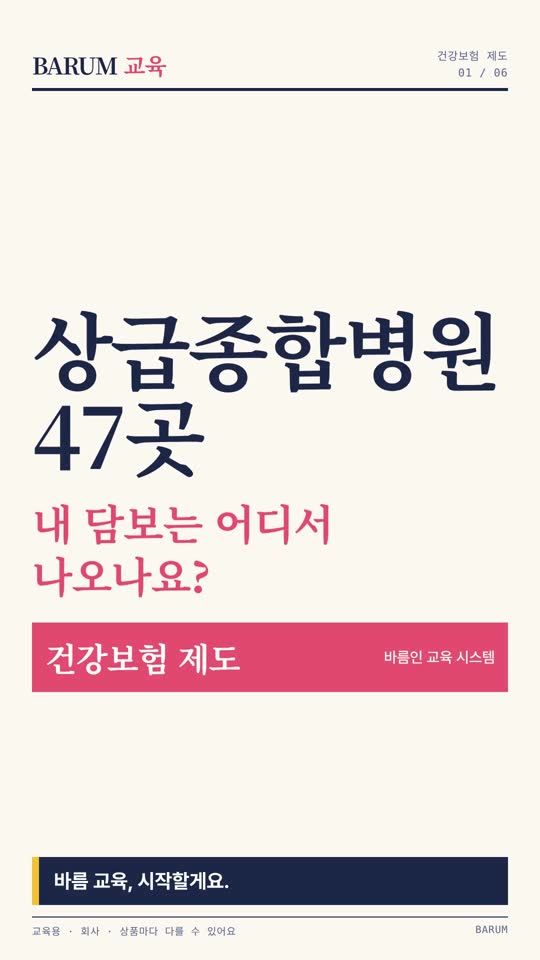 BARUM 교육
건강보험 제도
01 / 06
상급종합병원
47곳
내 담보는 어디서
나오나요?
건강보험 제도
바름인 교육 시스템
바름 교육, 시작할게요.
교육용 · 회사 · 상품마다 다를 수 있어요
BARUM